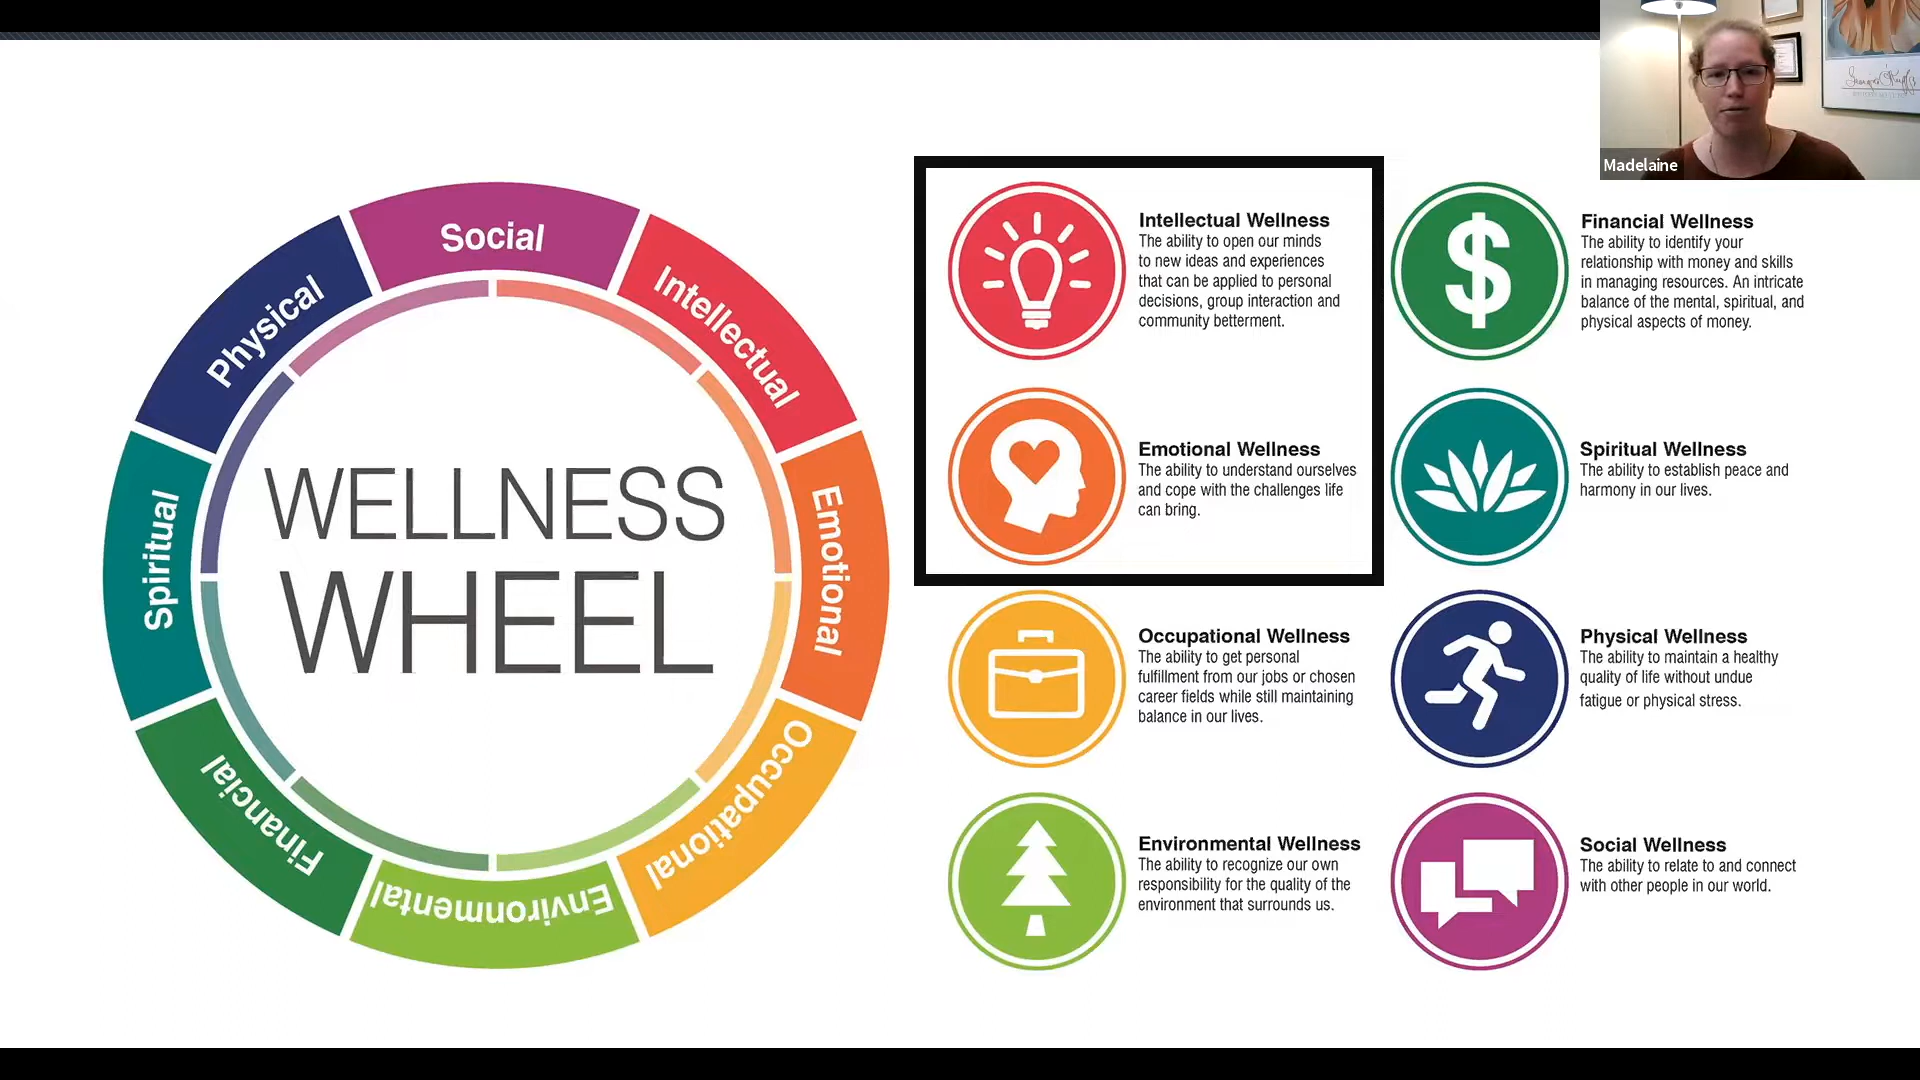 Social
Intellectual
Emotional
Occupational
Environmental
Financial
Spiritual
Physical
WELLNESS
WHEEL
Intellectual Wellness
The ability to open our minds
to new ideas and experiences
that can be applied to personal
decisions, group interaction and
community betterment.
Emotional Wellness
The ability to understand ourselves
and cope with the challenges life
can bring.
Occupational Wellness
The ability to get personal
fulfillment from our jobs or chosen
career fields while still maintaining
balance in our lives.
Environmental Wellness
The ability to recognize our own
responsibility for the quality of the
environment that surrounds us.
$
Financial Wellness
The ability to identify your
relationship with money and skills
in managing resources. An intricate
balance of the mental, spiritual, and
physical aspects of money.
Spiritual Wellness
The ability to establish peace and
harmony in our lives.
Physical Wellness
The ability to maintain a healthy
quality of life without undue
fatigue or physical stress.
Social Wellness
The ability to relate to and connect
with other people in our world.
Madelaine